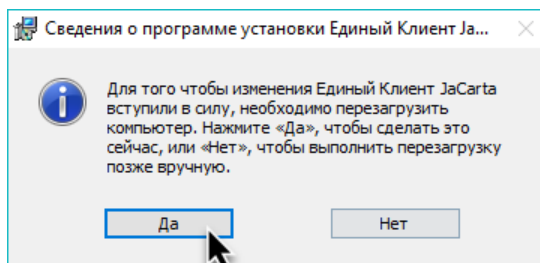 Сведения о программе установки Единый Клиент Ja...
Для того чтобы изменения Единый Клиент JaCarta
вступили в силу, необходимо перезагрузить
компьютер. Нажмите «Да», чтобы сделать это
сейчас, или «Нет», чтобы выполнить перезагрузку
позже вручную.
Да
Нет